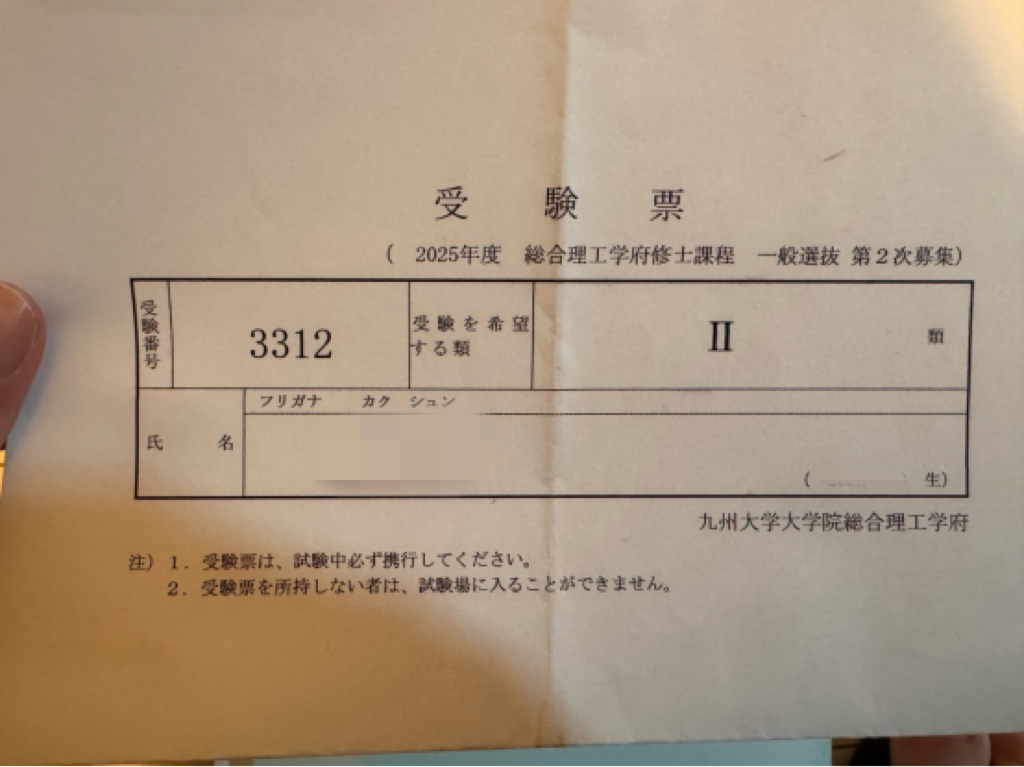 受験票
( 2025年度 総合理工学府修士課程 一般選抜 第2次募集)
受験番号 3312 受験を希望する類 II 類
フリガナ カク シュン
氏名
( 生)
九州大学大学院総合理工学府
注) 1. 受験票は、試験中必ず携行してください。
2. 受験票を所持しない者は、試験場に入ることができません。